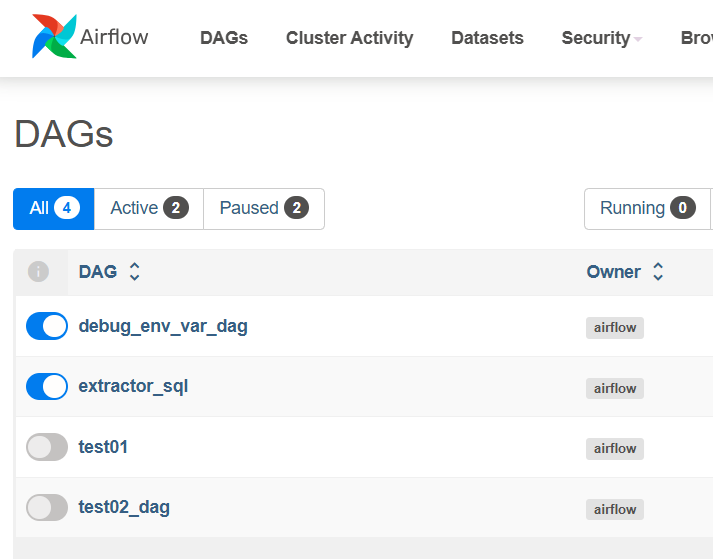 Airflow DAGs Cluster Activity Datasets Security Bro
DAGs
All 4 Active 2 Paused 2 Running 0
DAG Owner
debug_env_var_dag airflow
extractor_sql airflow
test01 airflow
test02_dag airflow